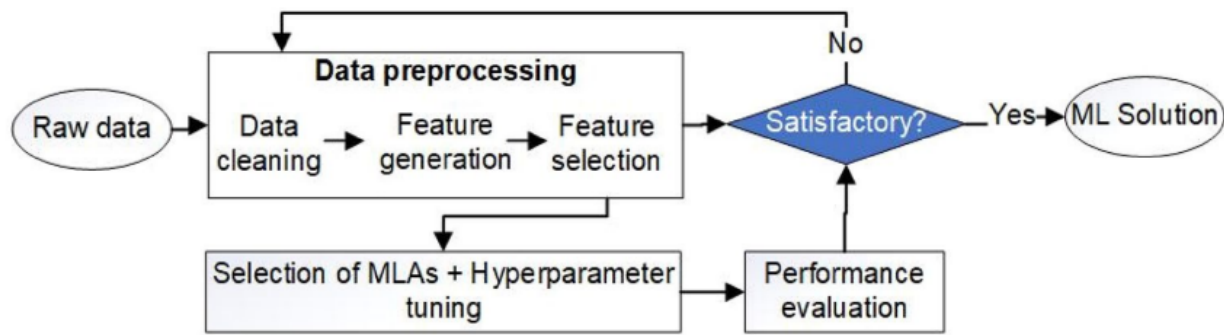 No
Data preprocessing
Raw data
Data
cleaning
Feature
generation
Feature
selection
Satisfactory?
Yes
ML Solution
Selection of MLAs + Hyperparameter
tuning
Performance
evaluation